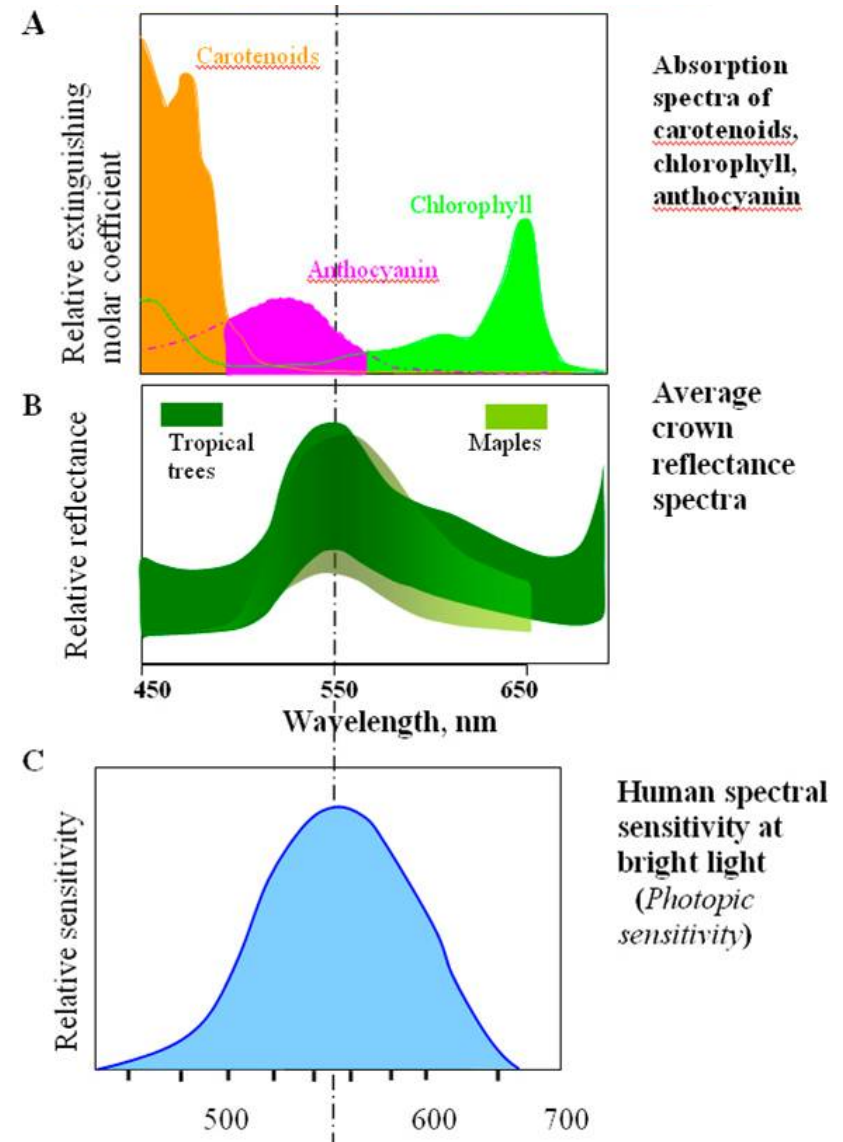 A
Carotenoids
Chlorophyll
Anthocyanin
Relative extinguishing
molar coefficient
Absorption
spectra of
carotenoids,
chlorophyll,
anthocyanin
B
Tropical
trees
Maples
Relative reflectance
Average
crown
reflectance
spectra
450 550 650
Wavelength, nm
C
Relative sensitivity
Human spectral
sensitivity at
bright light
(Photopic
sensitivity)
500 600 700